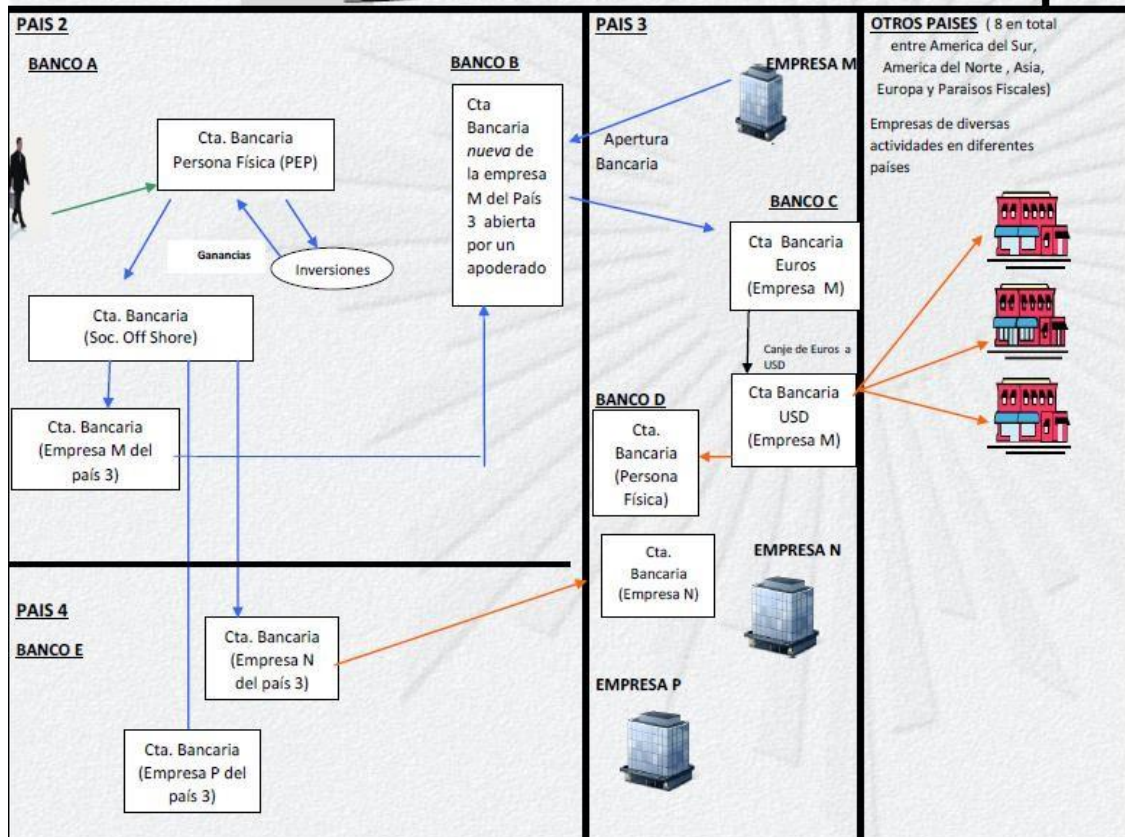 PAIS 2
BANCO A
Cta. Bancaria
Persona Física (PEP)
Ganancias
Inversiones
Cta. Bancaria
(Soc. Off Shore)
Cta. Bancaria
(Empresa M del
país 3)
BANCO B
Cta
Bancaria
nueva de
la empresa
M del País
3 abierta
por un
apoderado
PAIS 3
EMPRESA M
Apertura
Bancaria
BANCO C
Cta Bancaria
Euros
(Empresa M)
Canje de Euros a
USD
Cta Bancaria
USD
(Empresa M)
BANCO D
Cta.
Bancaria
(Persona
Física)
Cta.
Bancaria
(Empresa N)
EMPRESA N
EMPRESA P
OTROS PAISES ( 8 en total
entre America del Sur,
America del Norte , Asia,
Europa y Paraisos Fiscales)
Empresas de diversas
actividades en diferentes
países
PAIS 4
BANCO E
Cta. Bancaria
(Empresa N
del país 3)
Cta. Bancaria
(Empresa P del
país 3)